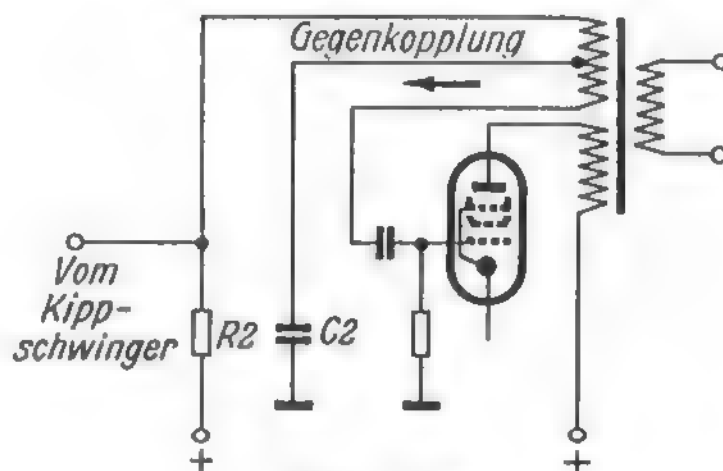 Gegenkopplung
Vom
Kipp-
schwinger
R2
C2
+
+